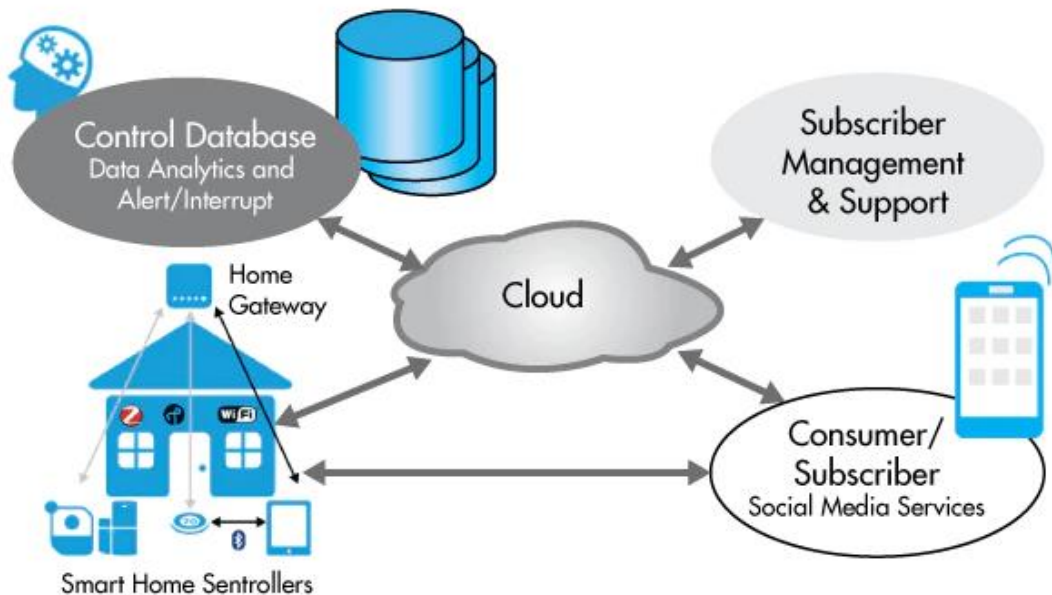 Control Database
Data Analytics and
Alert/Interrupt
Subscriber
Management
& Support
Home
Gateway
Cloud
WiFi
Consumer/
Subscriber
Social Media Services
Smart Home Sentrollers